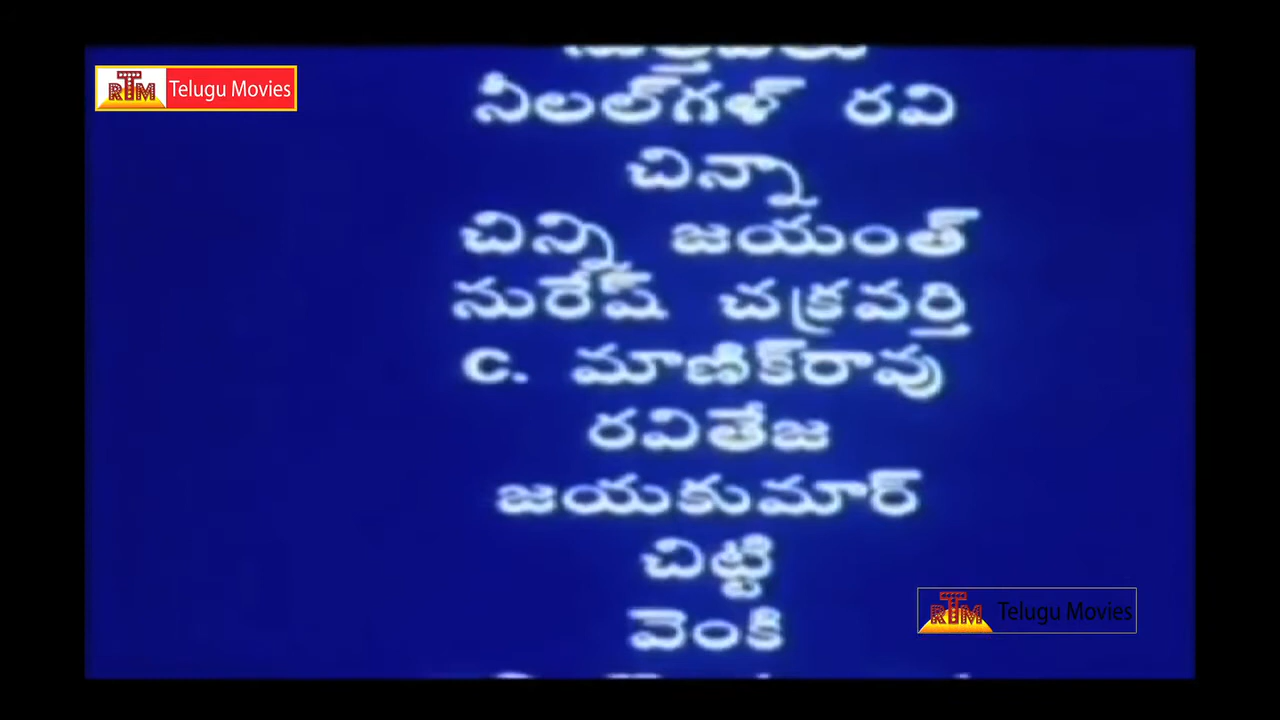 RTM Telugu Movies
నీలల్‌గళ్ రవి
చిన్నా
చిన్ని జయంత్
సురేష్ చక్రవర్తి
C. మాణిక్‌రావు
రవితేజ
జయకుమార్
చిట్టి
వెంకి
RTM Telugu Movies